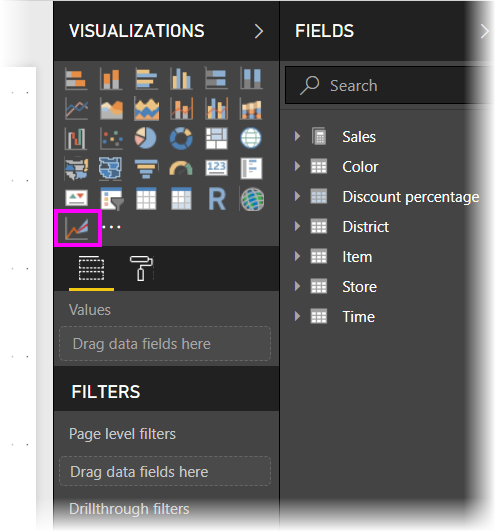 VISUALIZATIONS
FIELDS
Search
Sales
Color
Discount percentage
District
Item
Store
Time
123
R
Values
Drag data fields here
FILTERS
Page level filters
Drag data fields here
Drillthrough filters